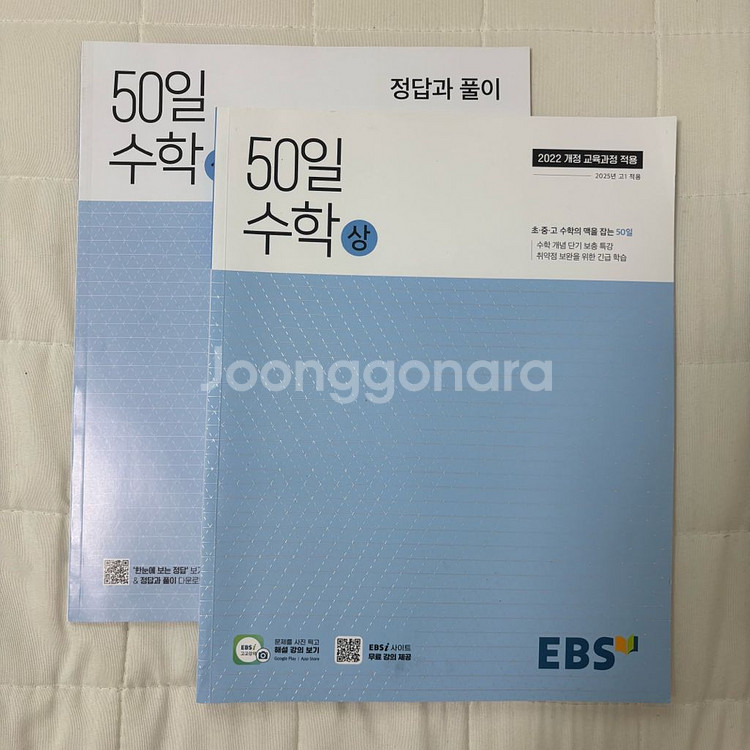 50일
수학
정답과 풀이
"한눈에 보는 정답" 보기
& 정답과 풀이 다운로
50일
수학 상
2022 개정 교육과정 적용
2025년 고1 적용
초·중·고 수학의 맥을 잡는 50일
수학 개념 단기 보충 특강
취약점 보완을 위한 긴급 학습
Joonggonara
EBSi
고교강의
문제를 사진 찍고
해설 강의 보기
Google Play | App Store
EBSi 사이트
무료 강의 제공
EBS